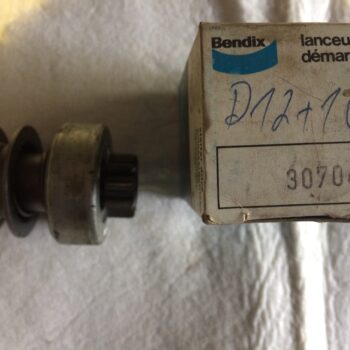 Bendix
lanceu
démar
D12+1
3070